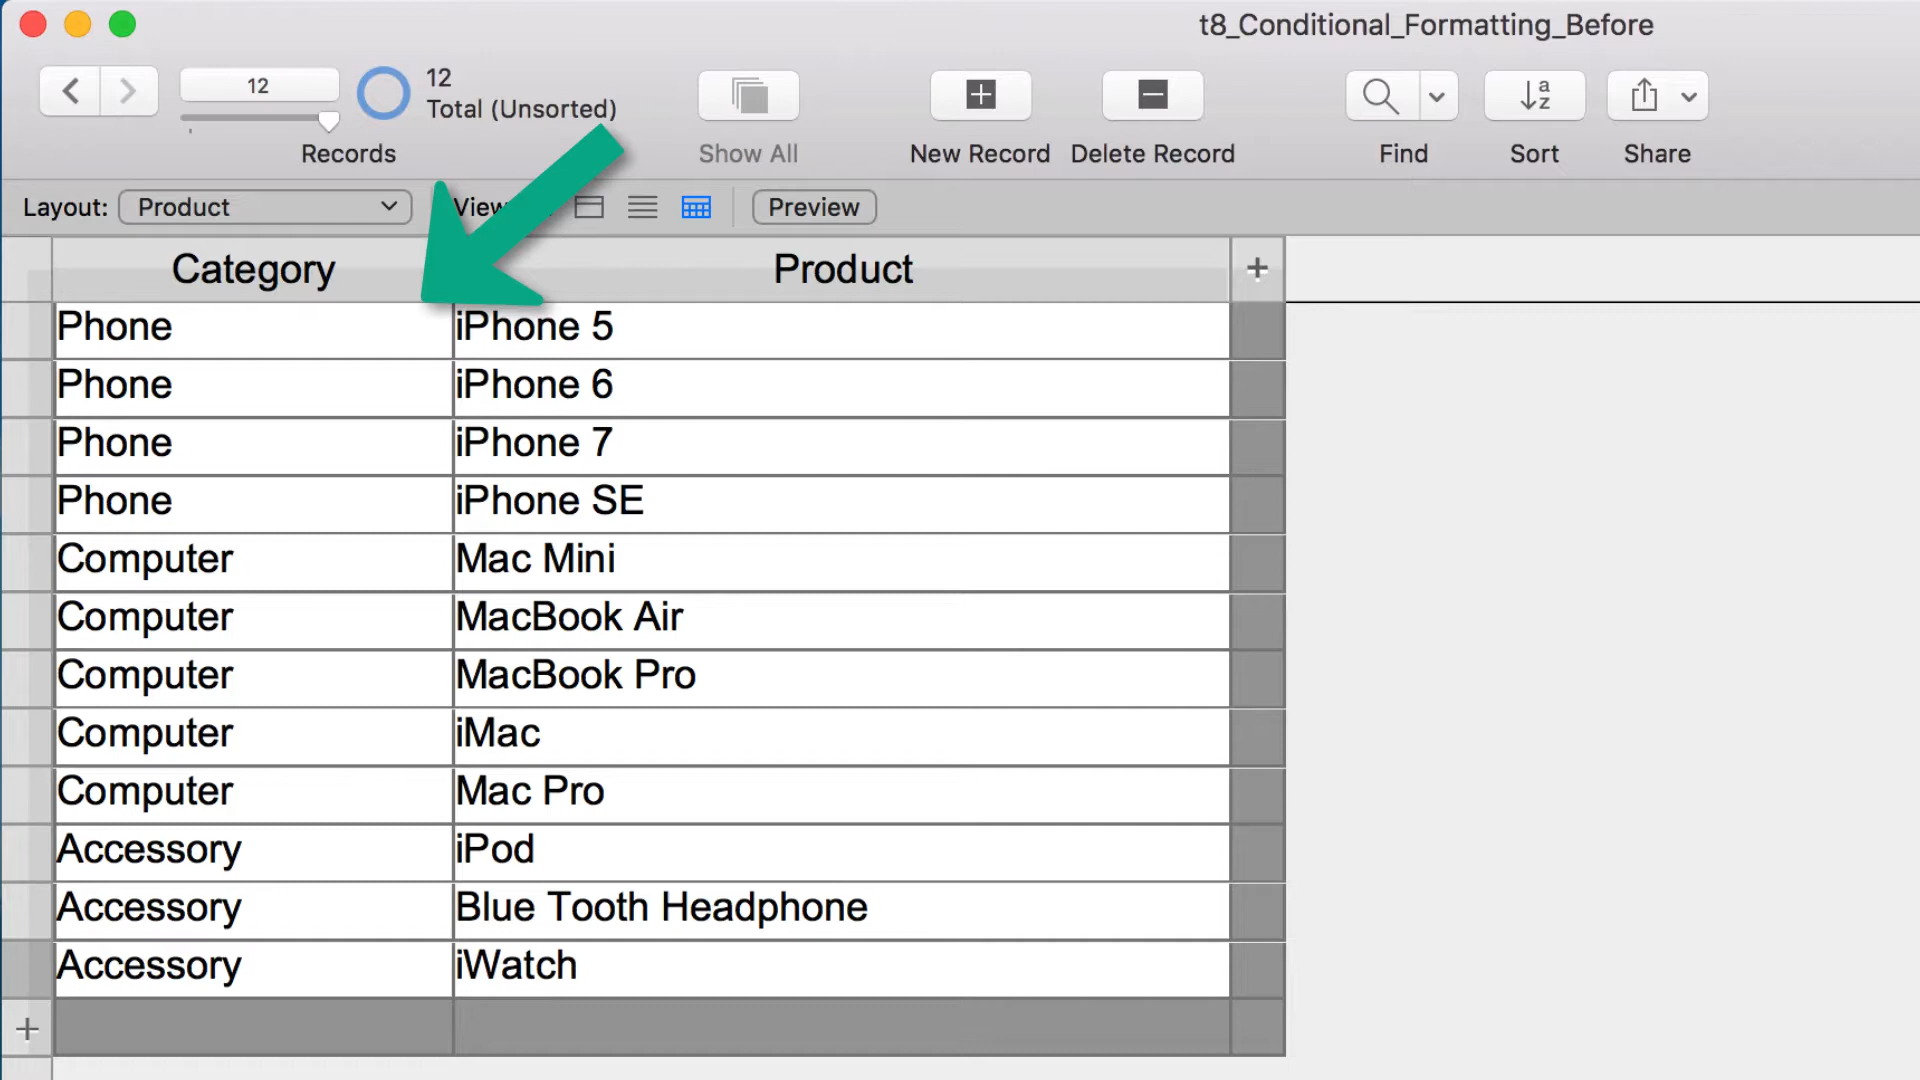 t8_Conditional_Formatting_Before
12
12
Total (Unsorted)
Records
Show All
New Record
Delete Record
Find
Sort
Share
Layout:
Product
View
Preview
Category
Product
+
Phone
iPhone 5
Phone
iPhone 6
Phone
iPhone 7
Phone
iPhone SE
Computer
Mac Mini
Computer
MacBook Air
Computer
MacBook Pro
Computer
iMac
Computer
Mac Pro
Accessory
iPod
Accessory
Blue Tooth Headphone
Accessory
iWatch
+